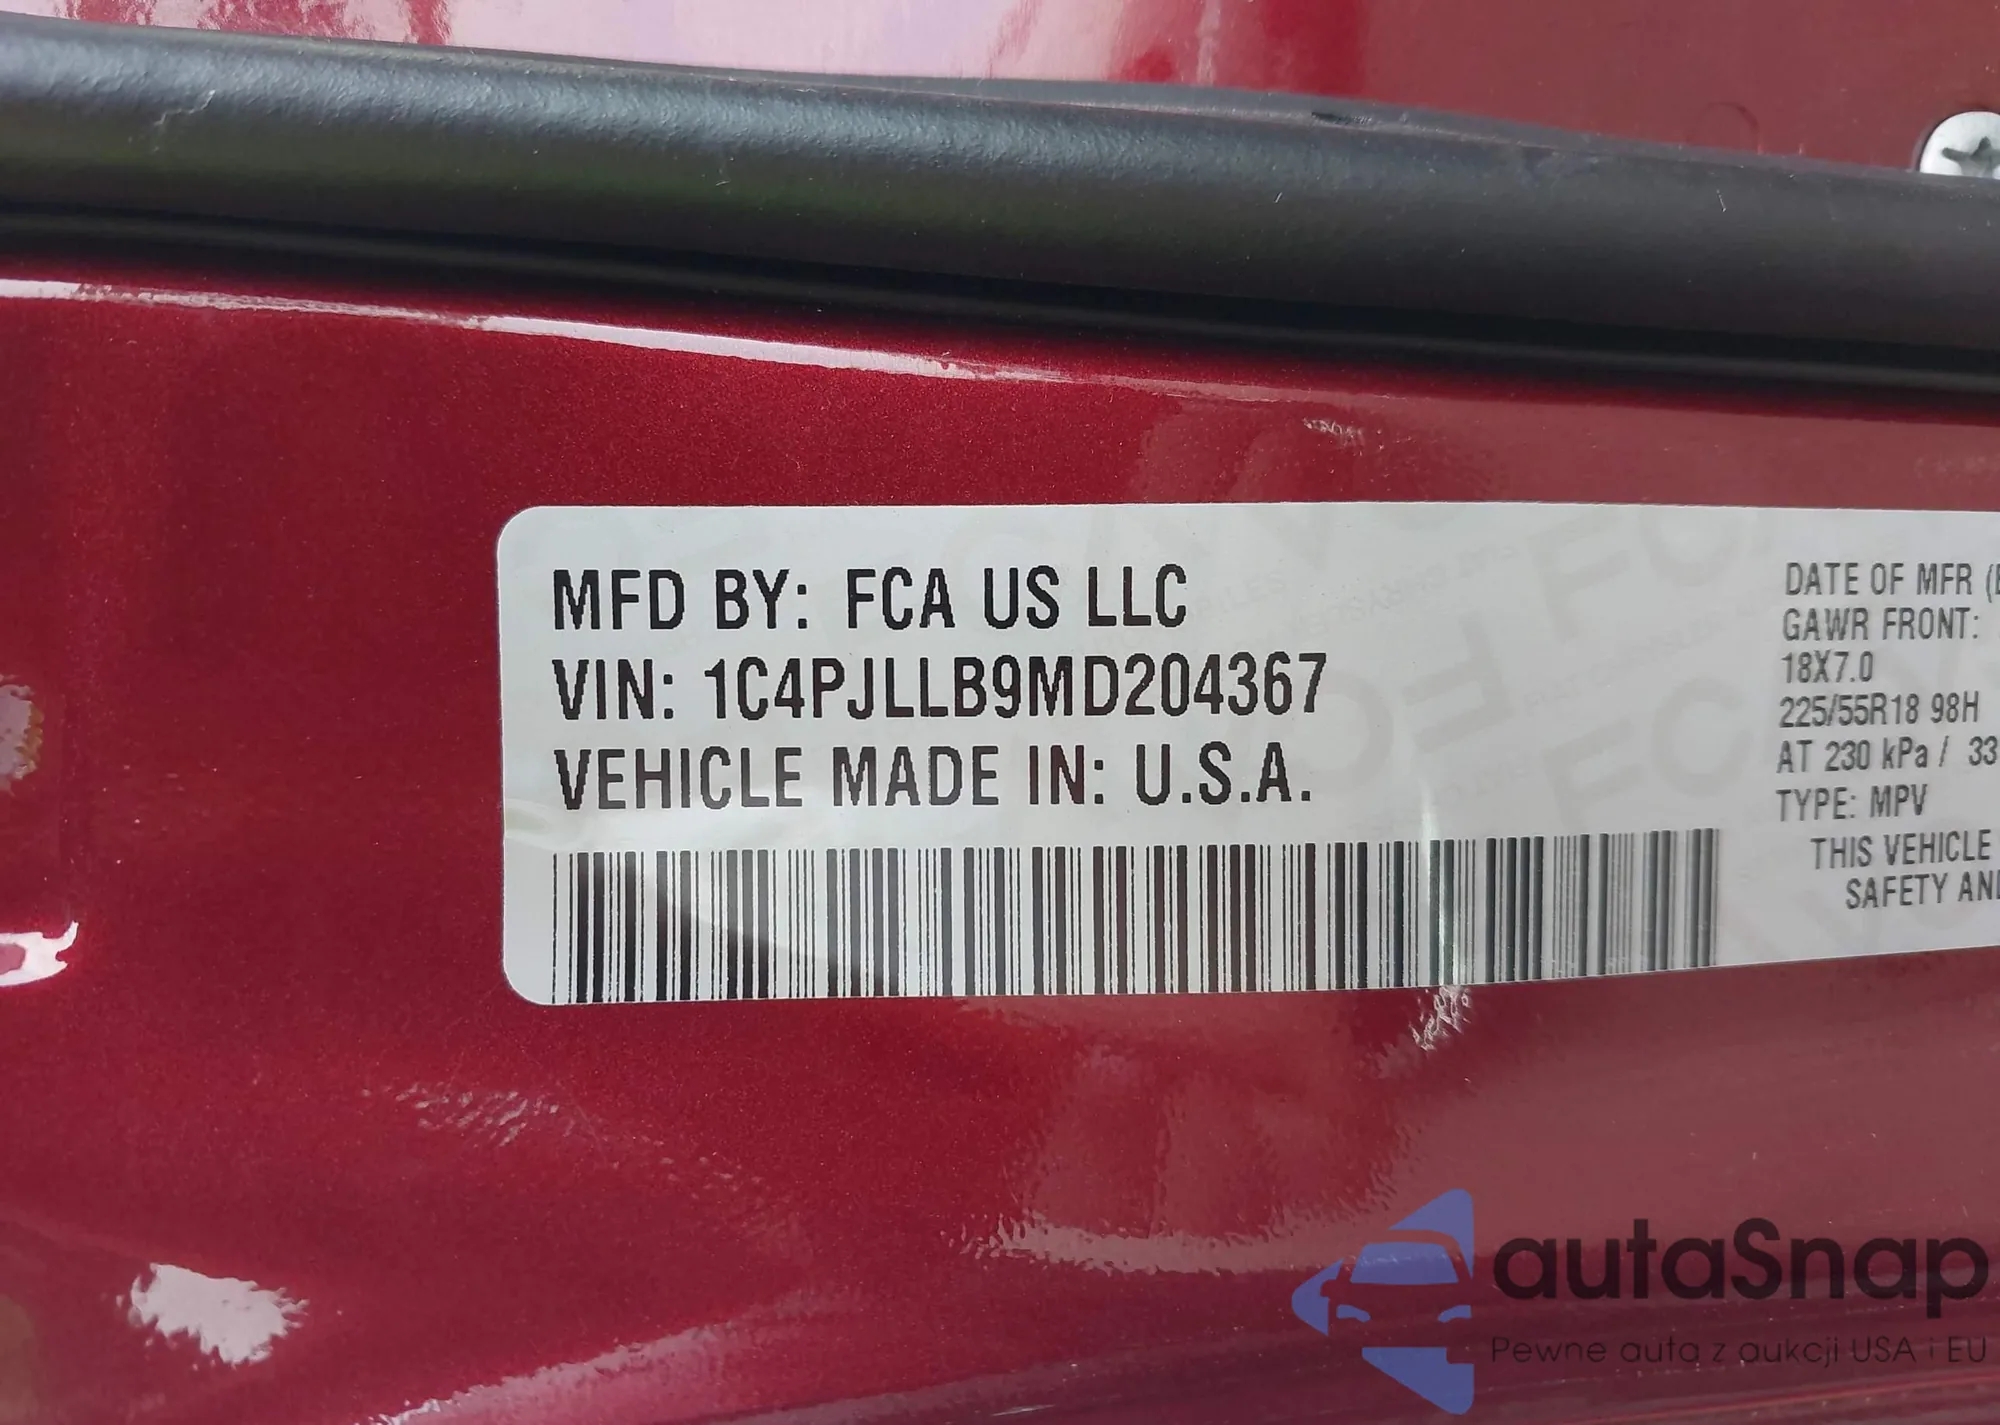 MFD BY: FCA US LLC
VIN: 1C4PJLLB9MD204367
VEHICLE MADE IN: U.S.A.
DATE OF MFR
GAWR FRONT:
18X7.0
225/55R18 98H
AT 230 kPa / 33
TYPE: MPV
THIS VEHICLE
SAFETY
autaSnap
Pewne auta z aukcji USA i EU